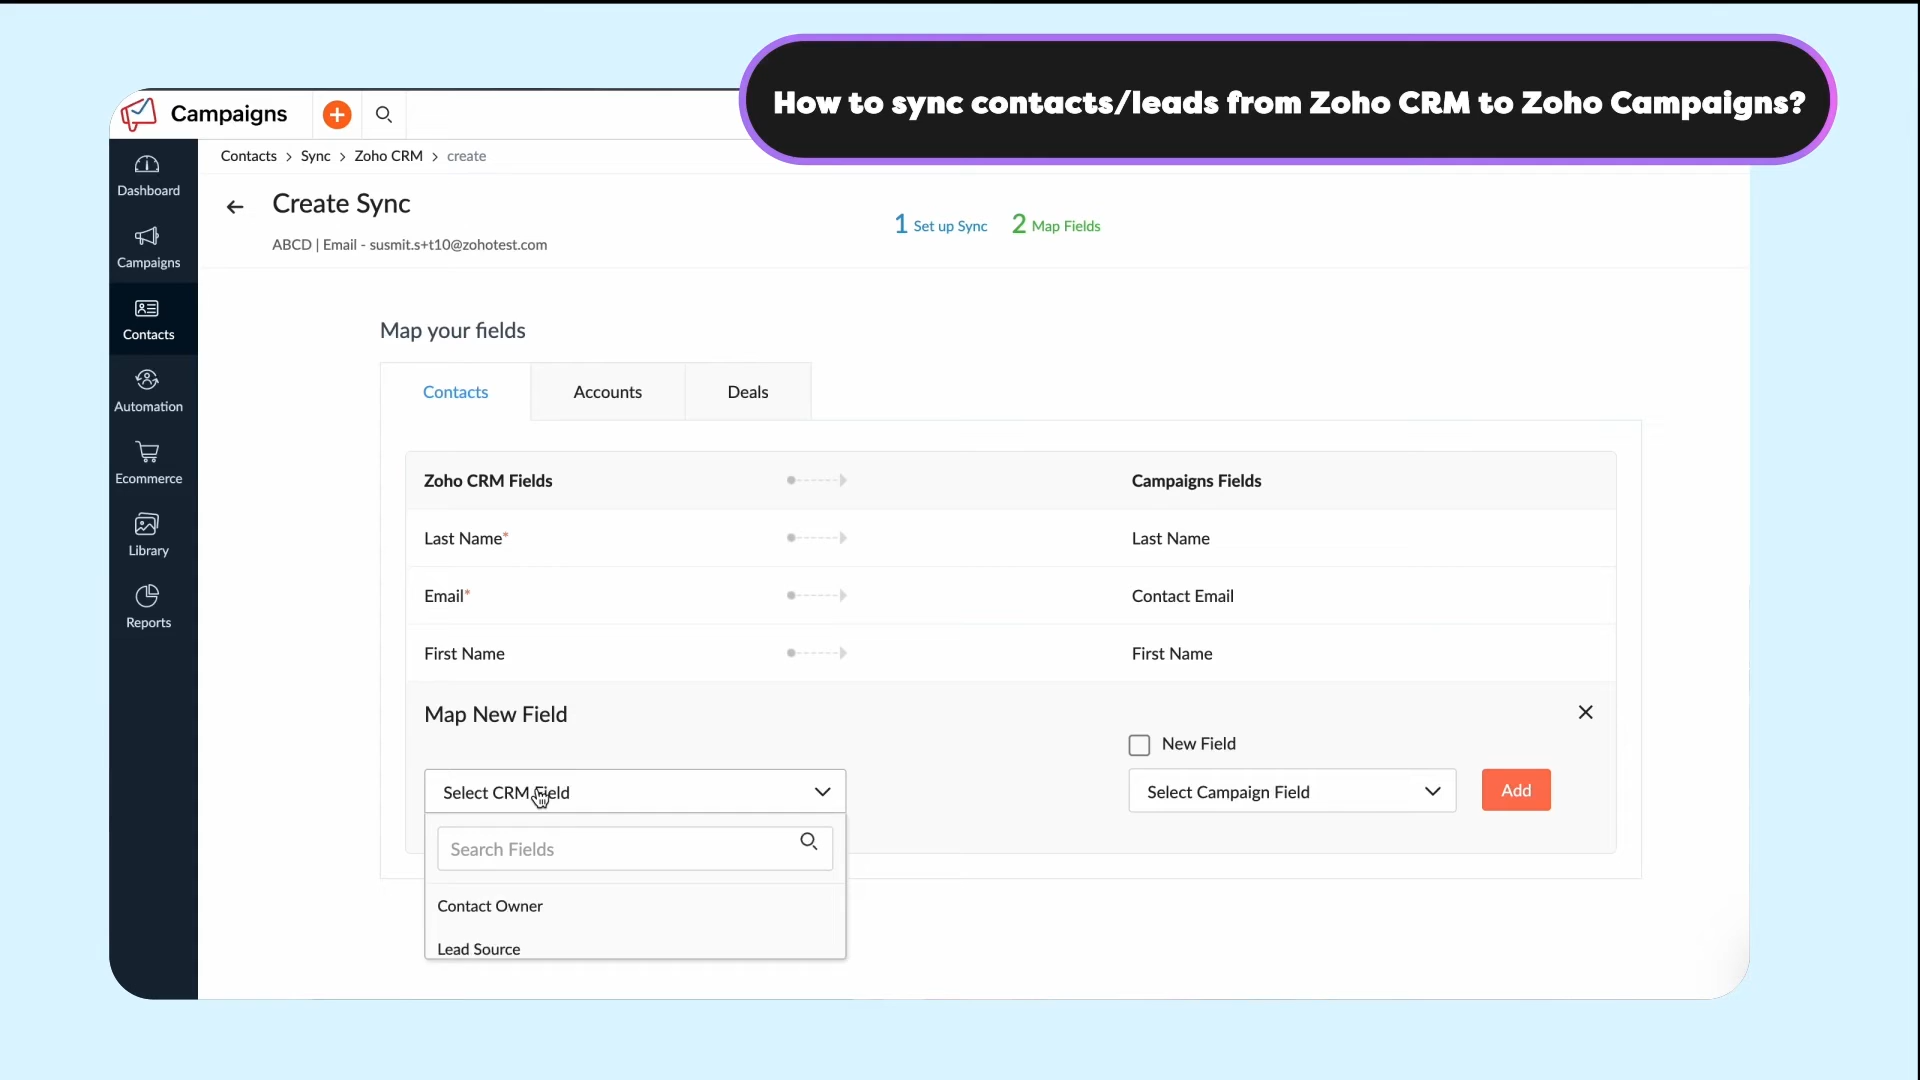 How to sync contacts/leads from Zoho CRM to Zoho Campaigns?
Campaigns
Contacts > Sync > Zoho CRM > create
Create Sync
ABCD | Email - susmit.s+t10@zohotest.com
1 Set up Sync 2 Map Fields
Dashboard
Campaigns
Contacts
Automation
Ecommerce
Library
Reports
Map your fields
Contacts Accounts Deals
Zoho CRM Fields Campaigns Fields
Last Name* Last Name
Email* Contact Email
First Name First Name
Map New Field
New Field
Select CRM Field Select Campaign Field Add
Search Fields
Contact Owner
Lead Source